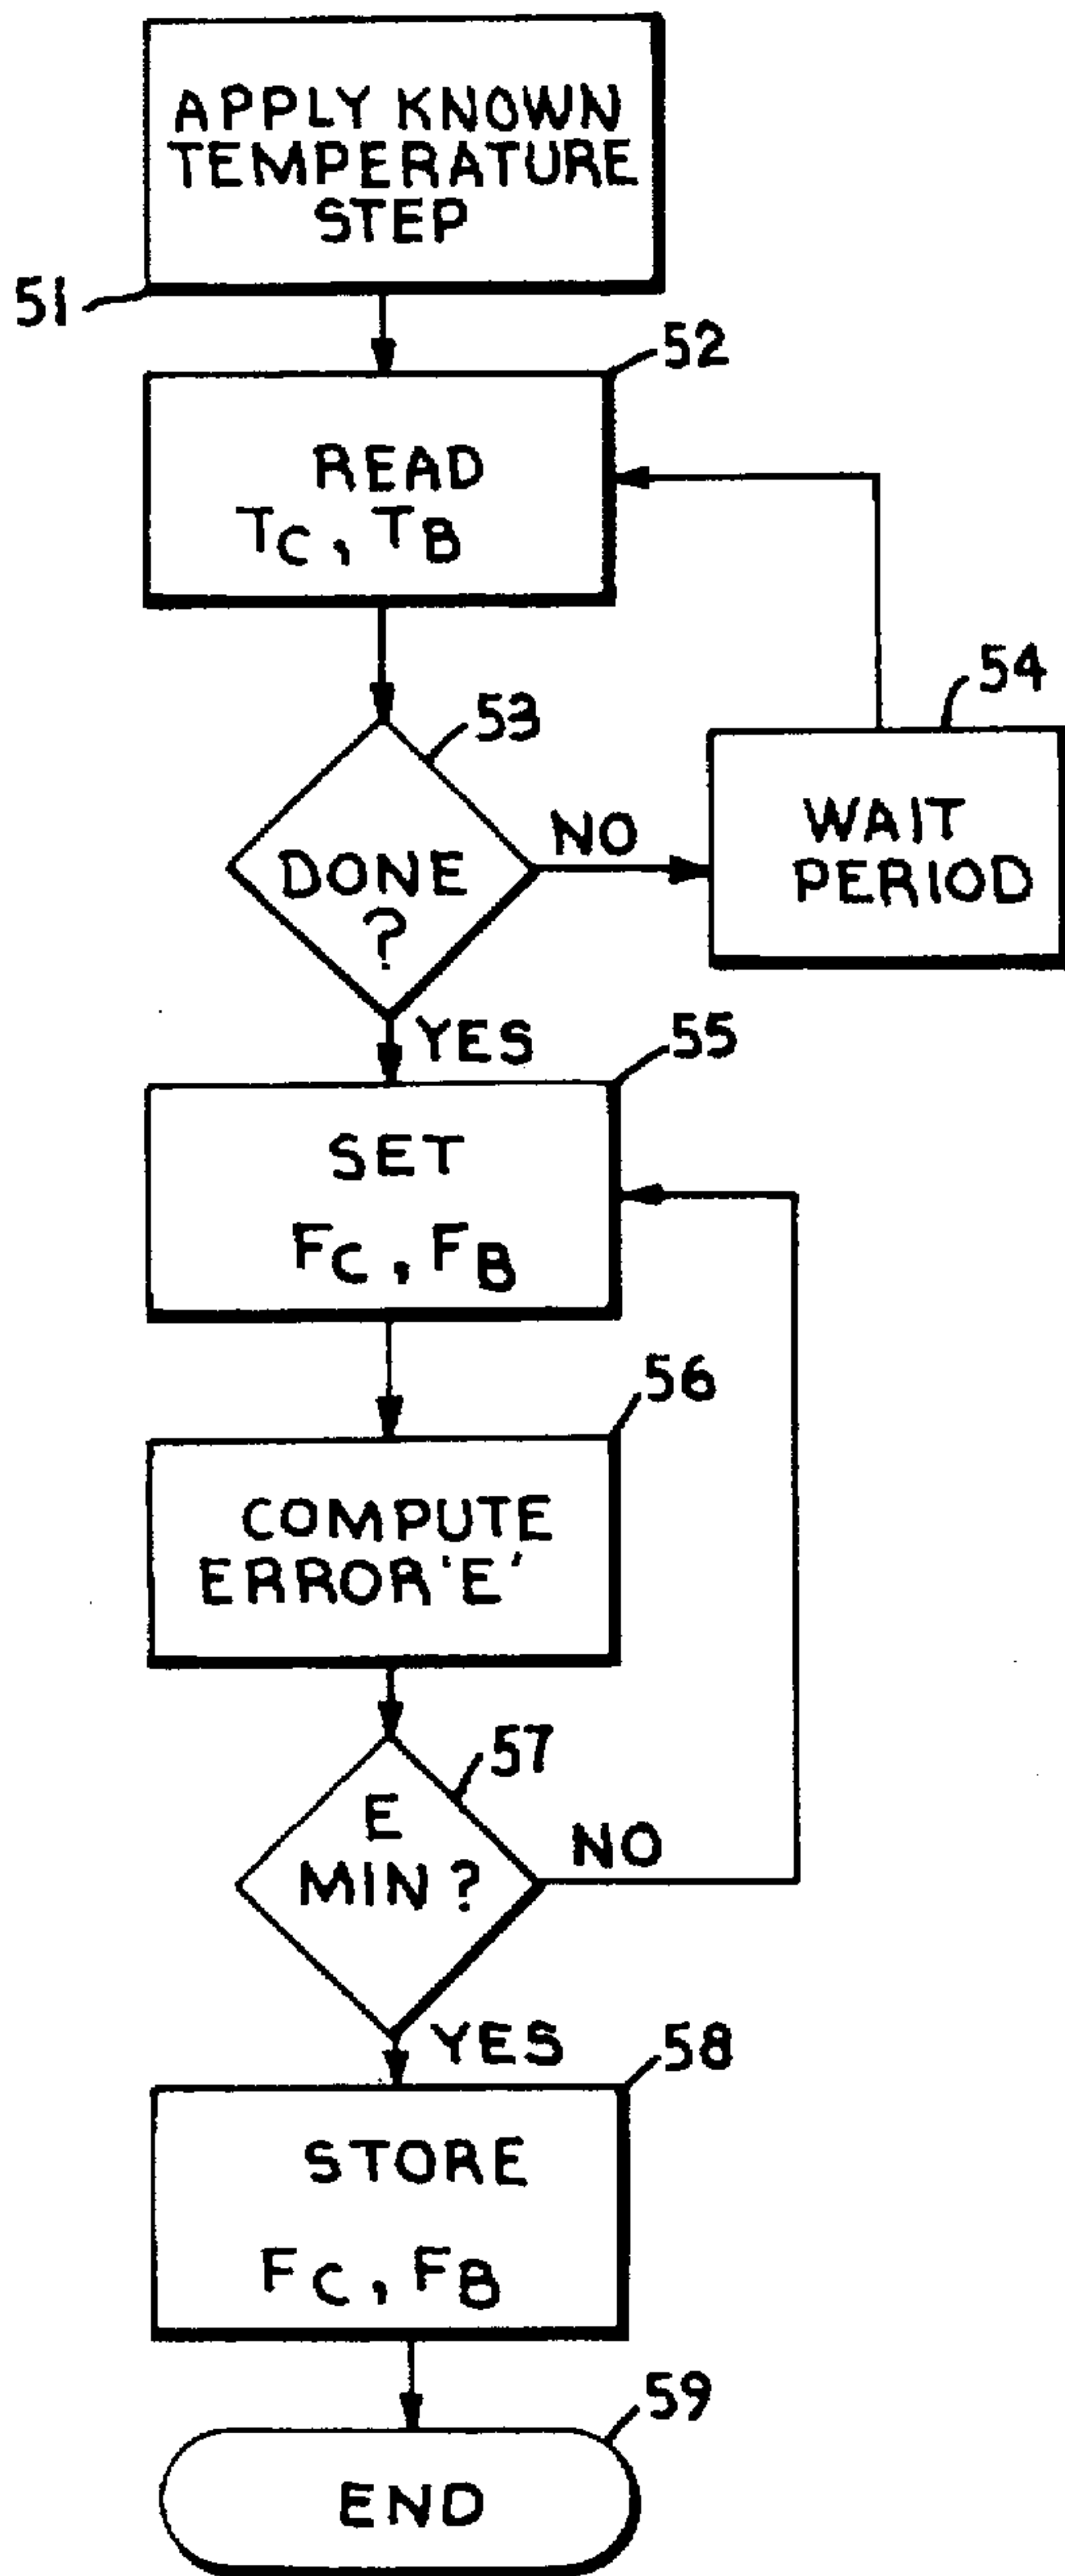 APPLY KNOWN
TEMPERATURE
STEP
51
52
READ
TC, TB
53
54
DONE
?
NO
WAIT
PERIOD
YES
55
SET
FC, FB
56
COMPUTE
ERROR 'E'
57
E
MIN ?
NO
YES
58
STORE
FC, FB
59
END